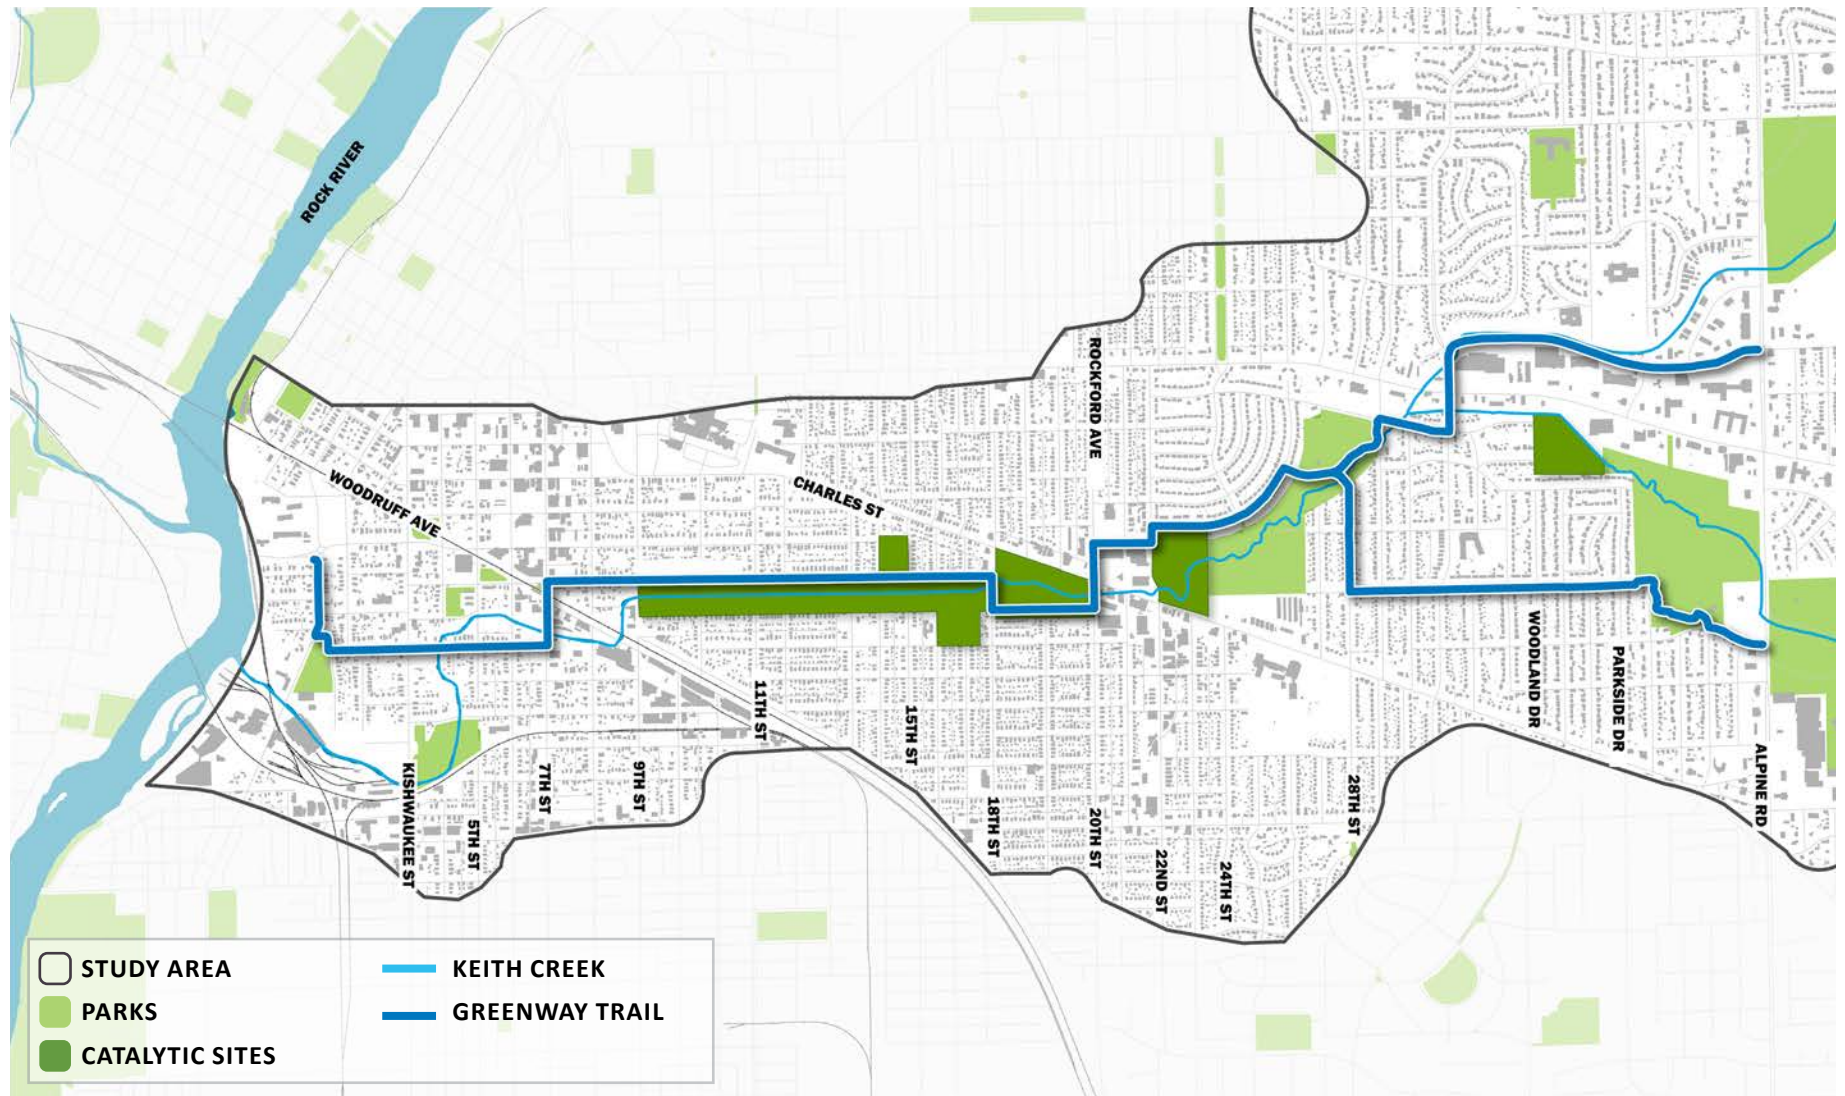 ROCK RIVER
ROCKFORD AVE
WOODRUFF AVE
CHARLES ST
WOODLAND DR
PARKSIDE DR
11TH ST
15TH ST
ALPINE RD
KISHWAUKEE ST
7TH ST
9TH ST
28TH ST
18TH ST
20TH ST
5TH ST
22ND ST
24TH ST
STUDY AREA
PARKS
CATALYTIC SITES
KEITH CREEK
GREENWAY TRAIL